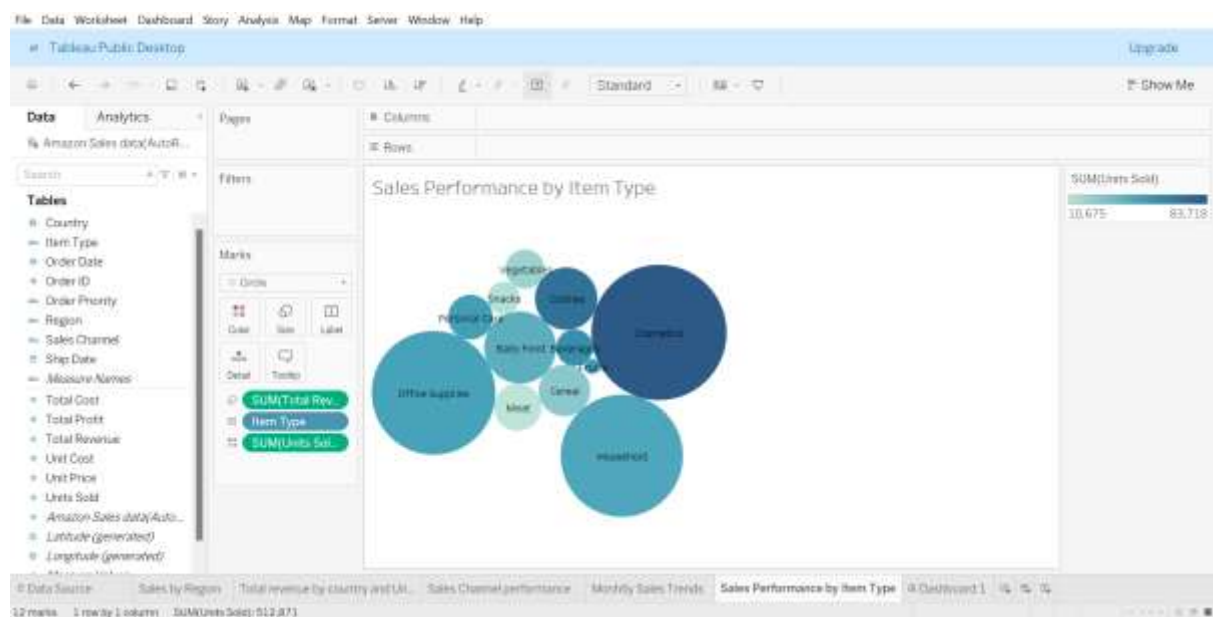 File Data Worksheet Dashboard Story Analysis Map Format Server Window Help
Tableau Public Desktop
Upgrade
Standard
Show Me
Data Analytics
Pages
Columns
Amazon Sales data(AutoR...
Rows
Search
Filters
Sales Performance by Item Type
SUM(Units Sold)
10,675 83,718
Tables
Country
Item Type
Order Date
Order ID
Order Priority
Region
Sales Channel
Ship Date
Measure Names
Total Cost
Total Profit
Total Revenue
Unit Cost
Unit Price
Units Sold
Amazon Sales data(Auto...
Latitude (generated)
Longitude (generated)
Marks
Circle
Color Size Label
Detail Tooltip
SUM(Total Rev..
Item Type
SUM(Units Sol..
Vegetables
Snacks
Clothes
Personal Care
Cosmetics
Baby Food
Beverages
Office Supplies
Cereal
Meat
Household
Data Source
Sales by Region
Total revenue by country and Un...
Sales Channel performance
Monthly Sales Trends
Sales Performance by Item Type
Dashboard 1
12 marks 1 row by 1 column SUM(Units Sold): 512,871